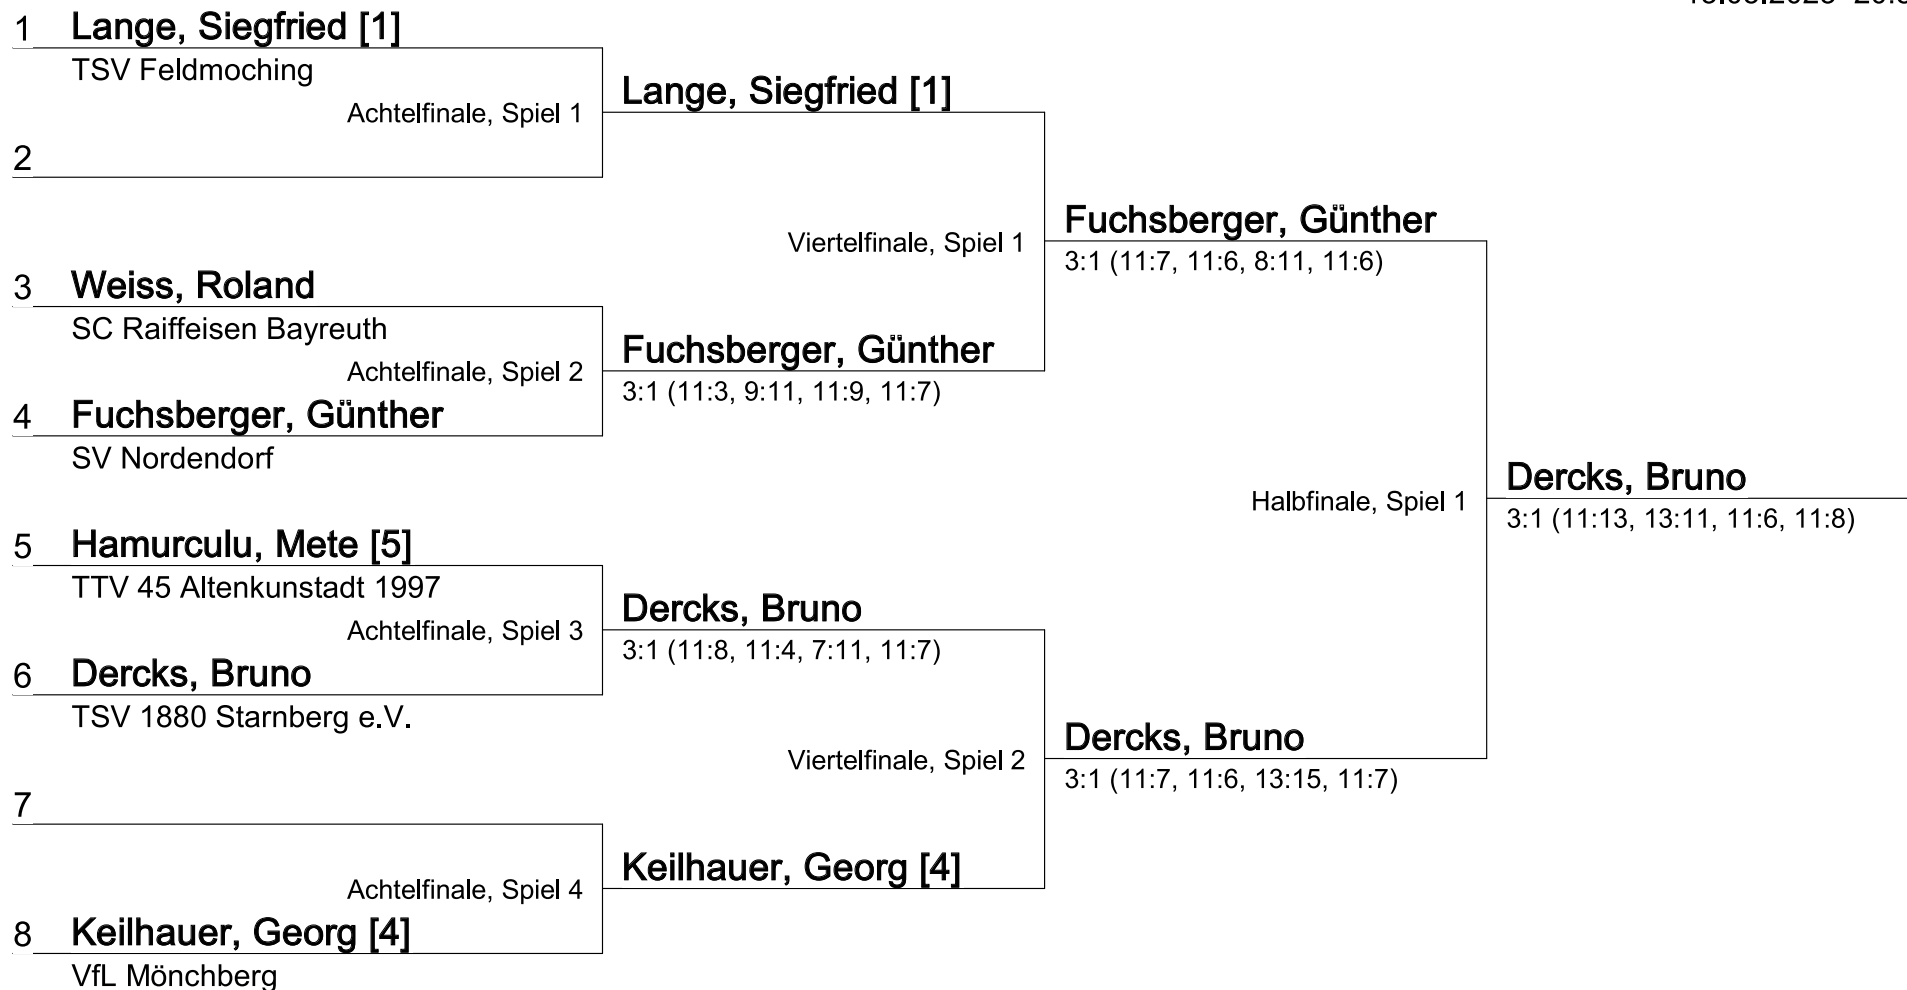 1 Lange, Siegfried [1]
TSV Feldmoching
Achtelfinale, Spiel 1
Lange, Siegfried [1]
2
Viertelfinale, Spiel 1
Fuchsberger, Günther
3:1 (11:7, 11:6, 8:11, 11:6)
3 Weiss, Roland
SC Raiffeisen Bayreuth
Achtelfinale, Spiel 2
Fuchsberger, Günther
3:1 (11:3, 9:11, 11:9, 11:7)
4 Fuchsberger, Günther
SV Nordendorf
Halbfinale, Spiel 1
Dercks, Bruno
3:1 (11:13, 13:11, 11:6, 11:8)
5 Hamurculu, Mete [5]
TTV 45 Altenkunstadt 1997
Achtelfinale, Spiel 3
Dercks, Bruno
3:1 (11:8, 11:4, 7:11, 11:7)
6 Dercks, Bruno
TSV 1880 Starnberg e.V.
Viertelfinale, Spiel 2
Dercks, Bruno
3:1 (11:7, 11:6, 13:15, 11:7)
7
Achtelfinale, Spiel 4
Keilhauer, Georg [4]
8 Keilhauer, Georg [4]
VfL Mönchberg